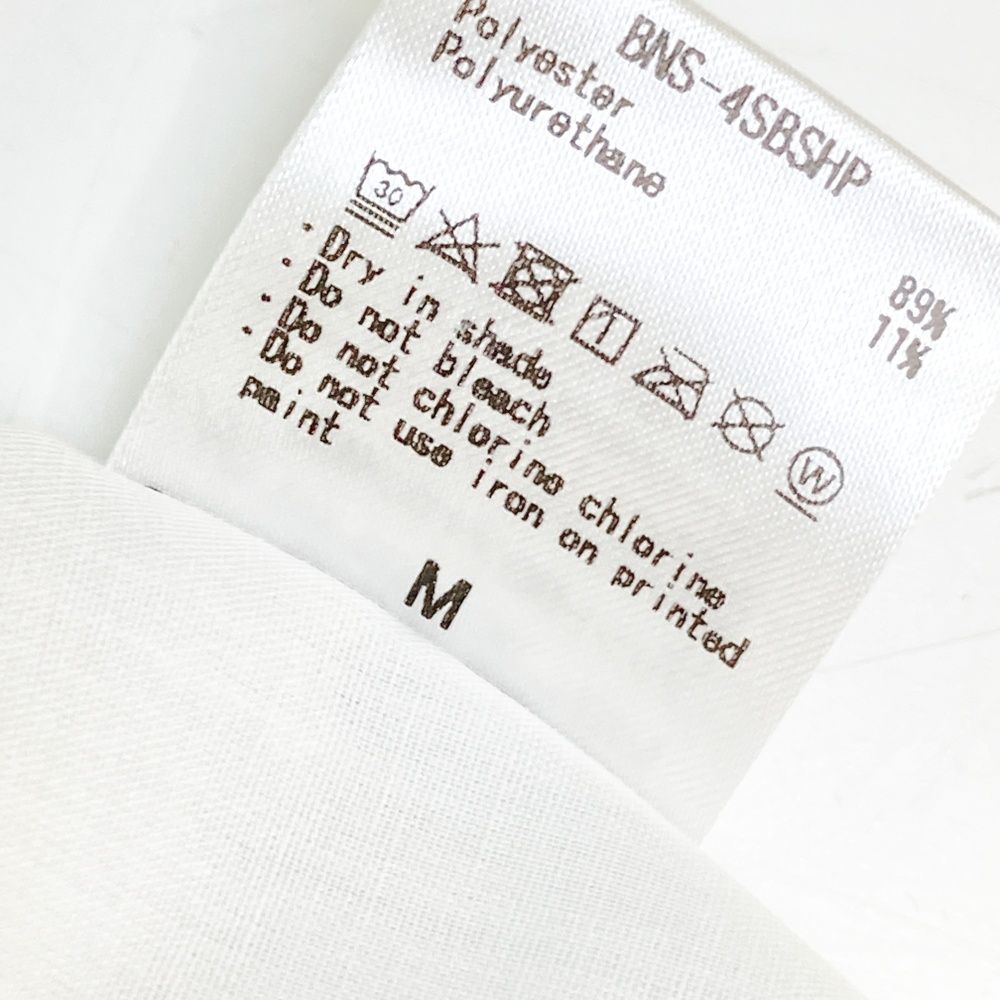 BNS-4SBSHP
Polyester 89%
Polyurethane 11%
30
W
・Dry in shade
・Do not bleach
・Do not chlorine chlorine
・Do not use iron on printed
paint
M